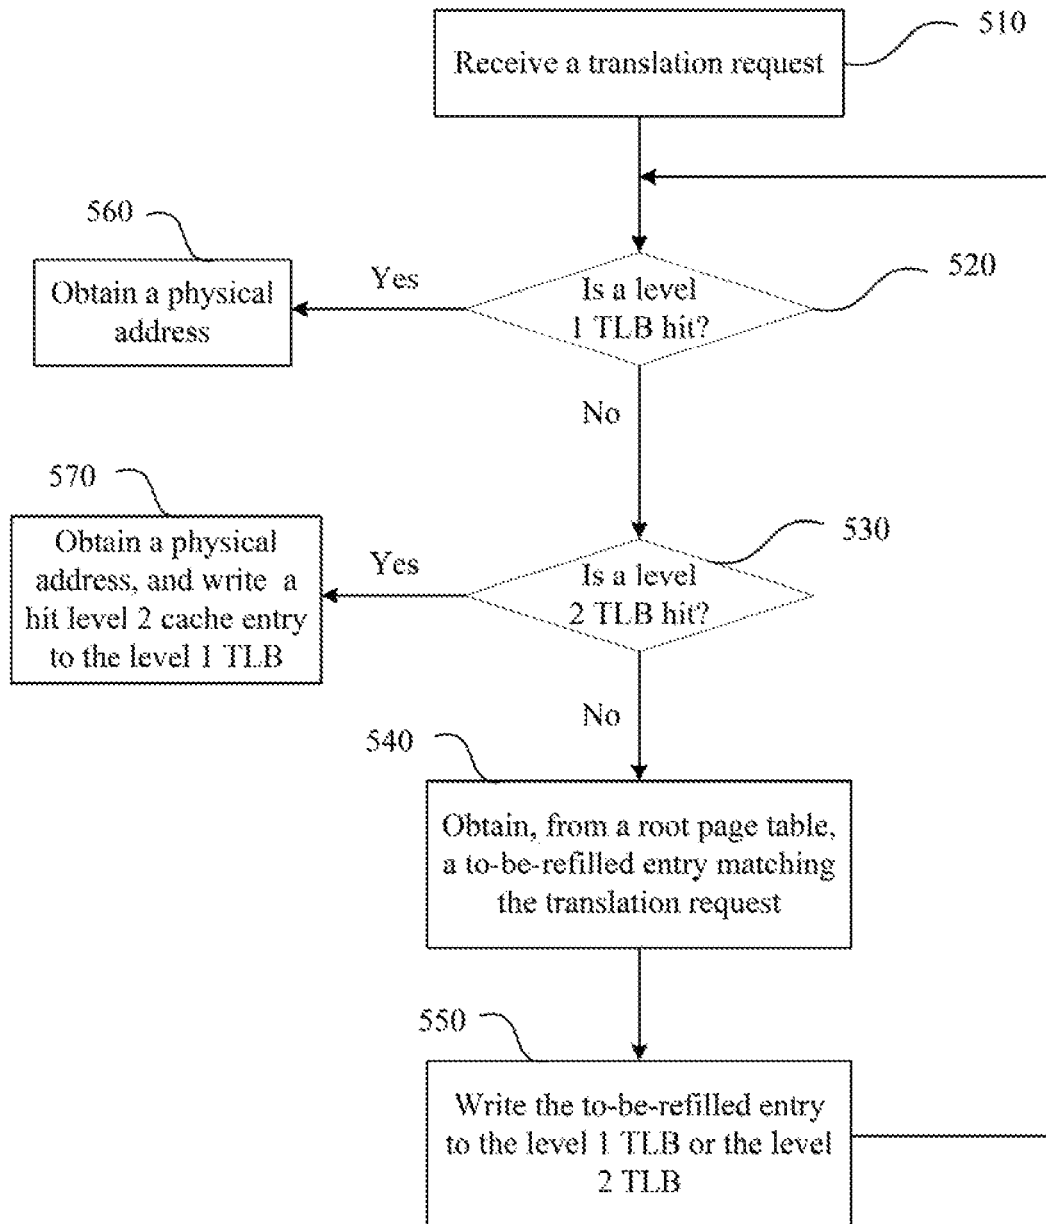 510
Receive a translation request
560
Obtain a physical
address
Yes
520
Is a level
1 TLB hit?
No
570
Obtain a physical
address, and write a
hit level 2 cache entry
to the level 1 TLB
Yes
530
Is a level
2 TLB hit?
No
540
Obtain, from a root page table,
a to-be-refilled entry matching
the translation request
550
Write the to-be-refilled entry
to the level 1 TLB or the level
2 TLB